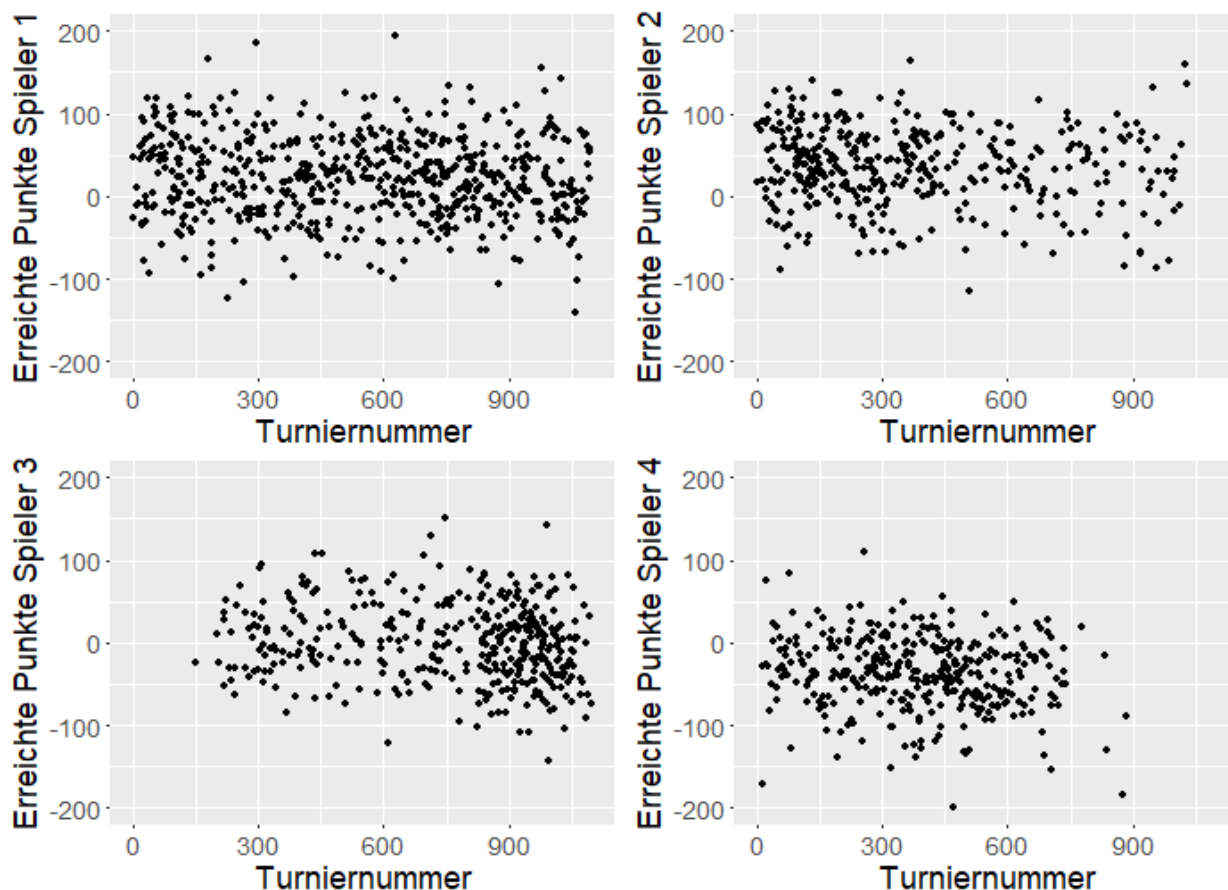 Erreichte Punkte Spieler 1
200
100
0
-100
-200
0 300 600 900
Turniernummer
Erreichte Punkte Spieler 2
200
100
0
-100
-200
0 300 600 900
Turniernummer
Erreichte Punkte Spieler 3
200
100
0
-100
-200
0 300 600 900
Turniernummer
Erreichte Punkte Spieler 4
200
100
0
-100
-200
0 300 600 900
Turniernummer